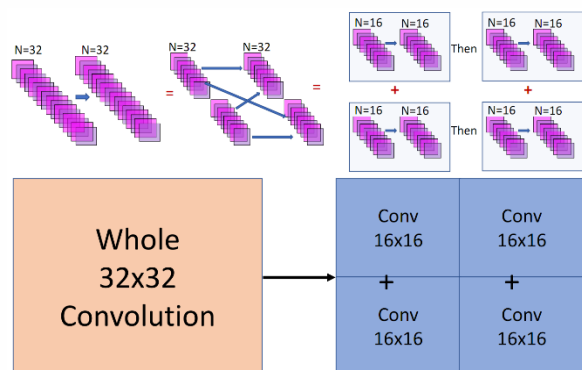 N=32 N=32
=
N=32 N=32
=
N=16 N=16
Then
N=16 N=16
+ +
N=16 N=16
Then
N=16 N=16
Whole
32x32
Convolution
Conv
16x16
Conv
16x16
+ +
Conv
16x16
Conv
16x16